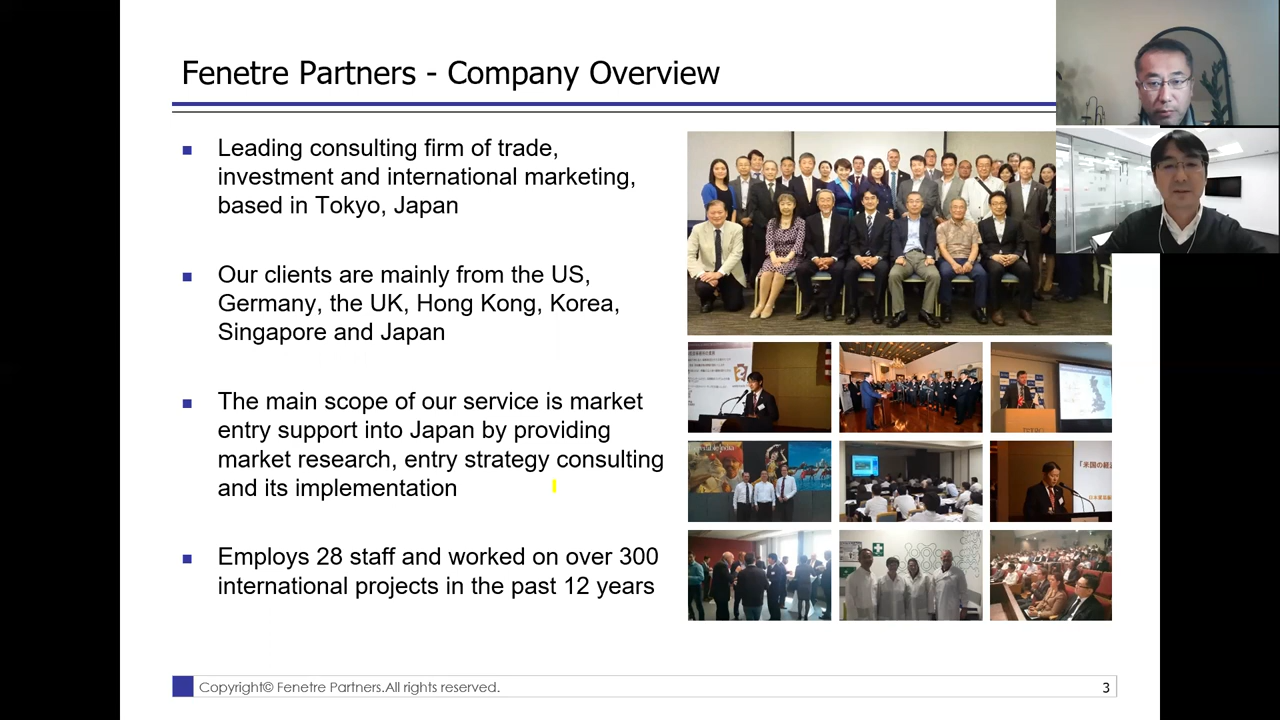 Fenetre Partners - Company Overview
Leading consulting firm of trade,
investment and international marketing,
based in Tokyo, Japan
Our clients are mainly from the US,
Germany, the UK, Hong Kong, Korea,
Singapore and Japan
The main scope of our service is market
entry support into Japan by providing
market research, entry strategy consulting
and its implementation
Employs 28 staff and worked on over 300
international projects in the past 12 years
「米国の経
Copyright© Fenetre Partners.All rights reserved.
3